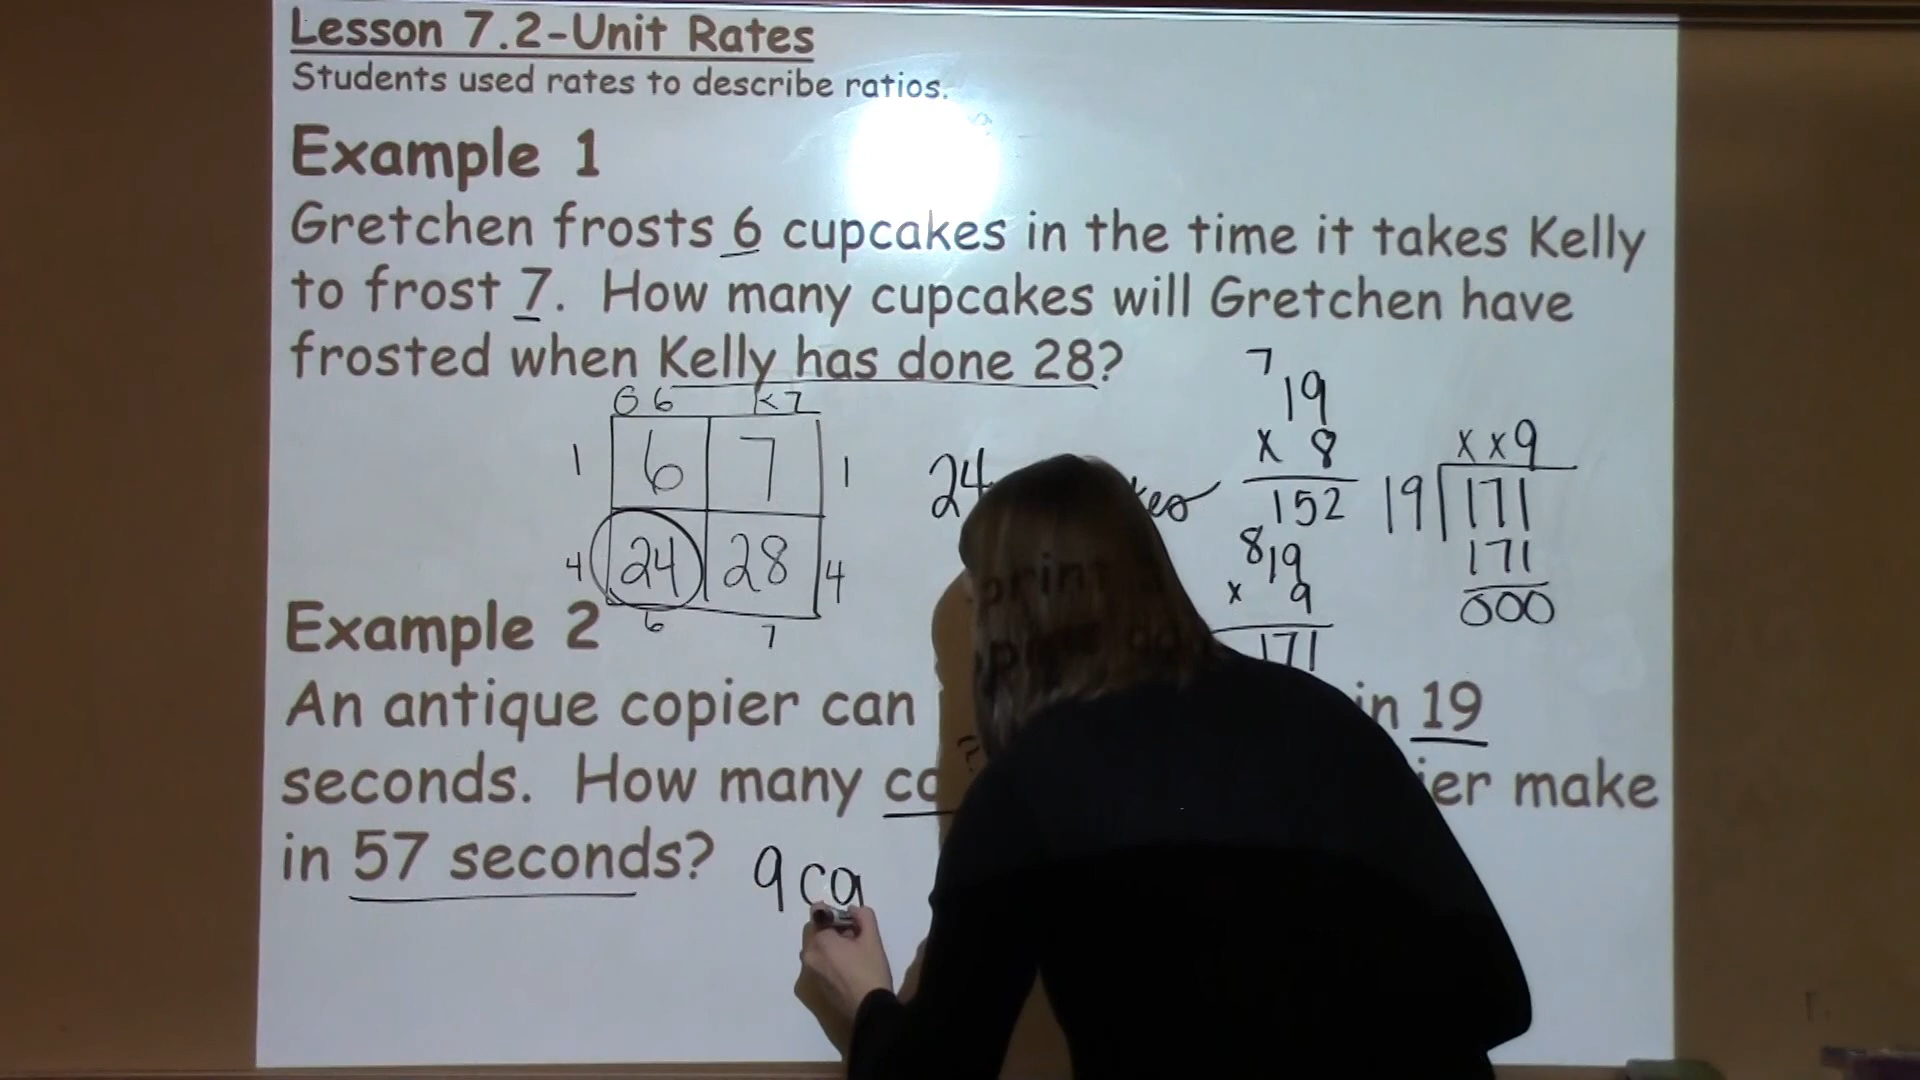 Lesson 7.2-Unit Rates
Students used rates to describe ratios.
Example 1
Gretchen frosts 6 cupcakes in the time it takes Kelly
to frost 7. How many cupcakes will Gretchen have
frosted when Kelly has done 28?
G 6 K 7
1 6 7 1
4 24 28 4
6 7
24
7
19
x 8
152
8 19
x 9
171
x x 9
19 171
171
000
Example 2
An antique copier can print in 19
seconds. How many make
in 57 seconds? 9 co